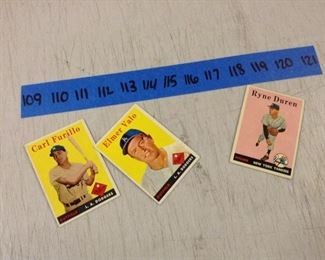 109 110 111 112 113 114 115 116 117 118 119 120 121
Carl Furillo
L. A. DODGERS
Elmer Valo
L. A. DODGERS
Ryne Duren
NEW YORK YANKEES